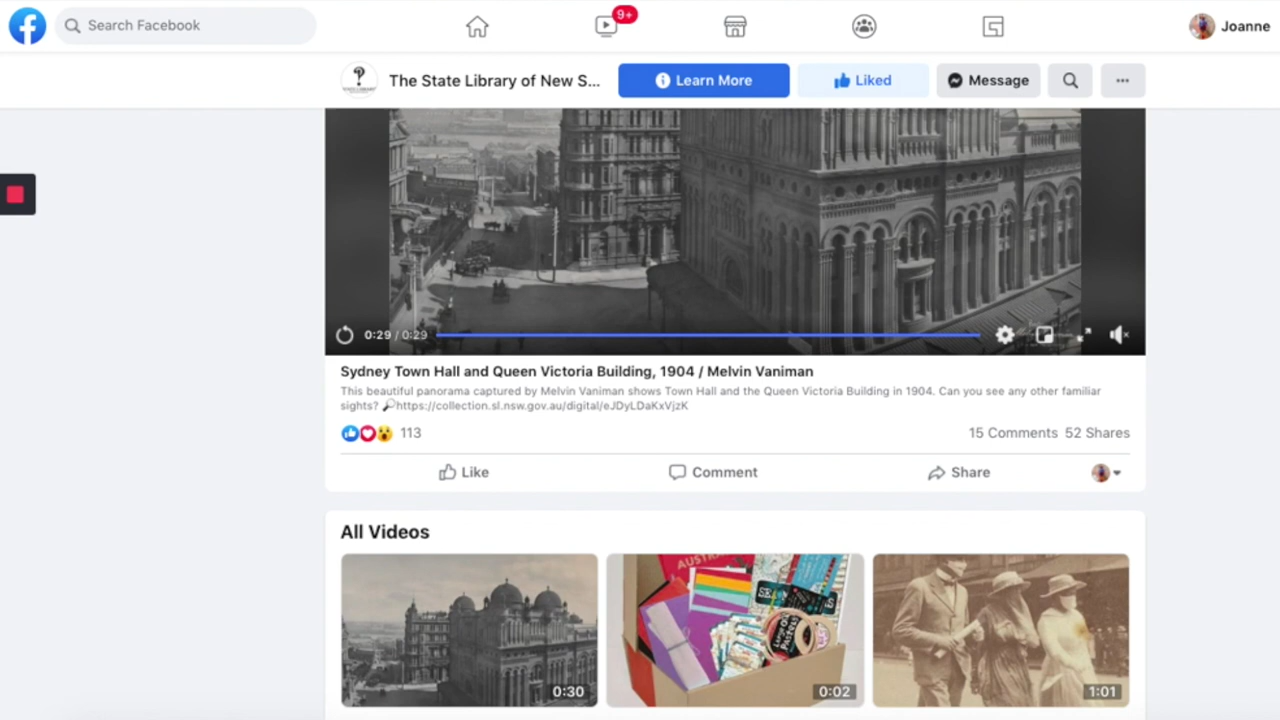 Search Facebook
9+
Joanne
The State Library of New S...
Learn More
Liked
Message
0:29 / 0:29
Sydney Town Hall and Queen Victoria Building, 1904 / Melvin Vaniman
This beautiful panorama captured by Melvin Vaniman shows Town Hall and the Queen Victoria Building in 1904. Can you see any other familiar
sights? 🔎https://collection.sl.nsw.gov.au/digital/eJDyLDaKxVjzK
113
15 Comments 52 Shares
Like
Comment
Share
All Videos
0:30
0:02
1:01